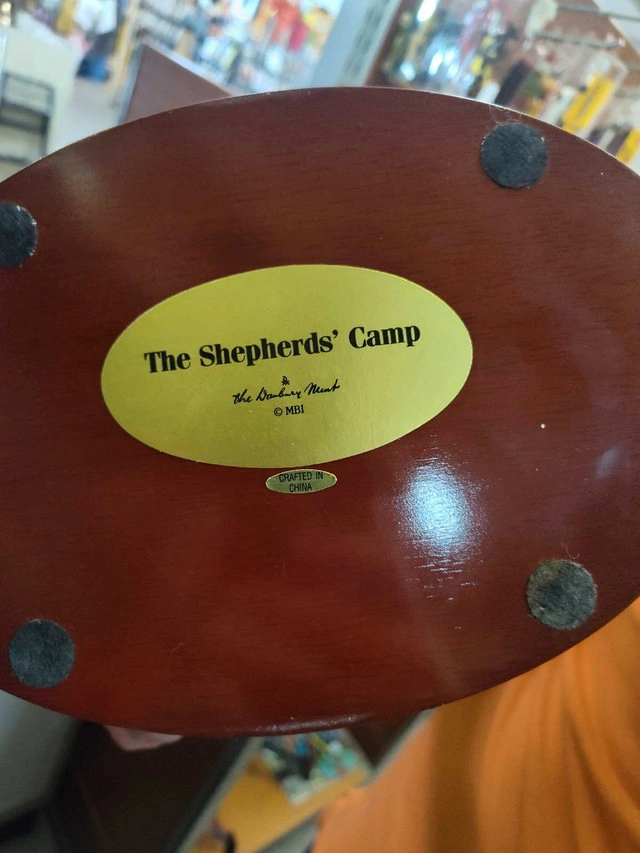 The Shepherds' Camp
The Danbury Mint
© MBI
CRAFTED IN
CHINA